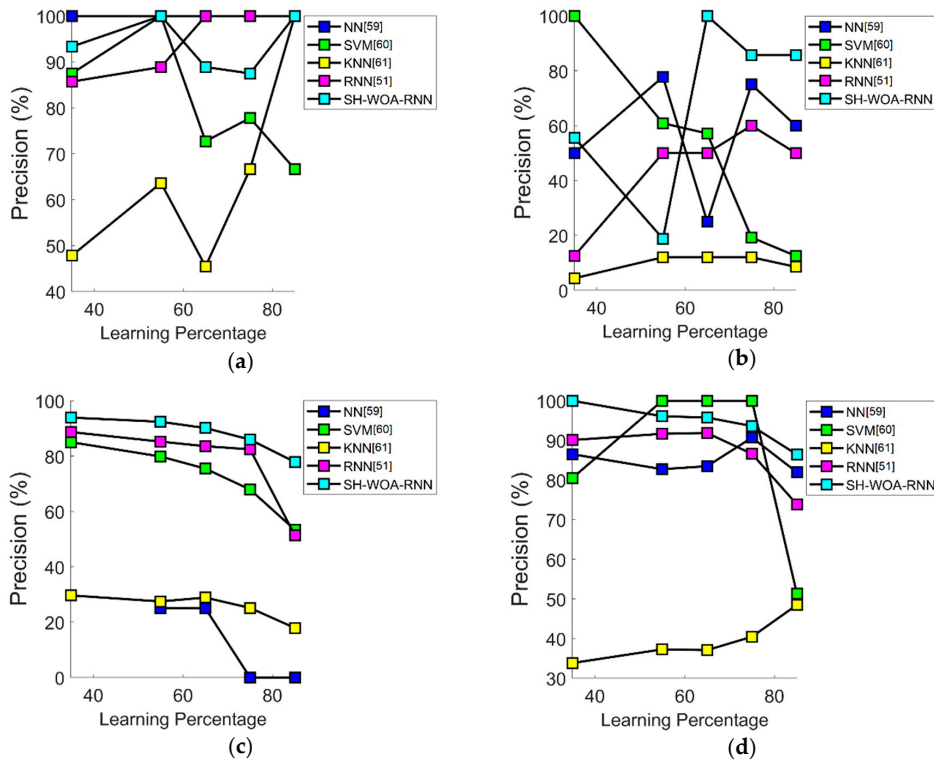 100
90
80
70
60
50
40
Precision (%)
40 60 80
Learning Percentage
NN[59]
SVM[60]
KNN[61]
RNN[51]
SH-WOA-RNN
(a)
100
80
60
40
20
0
Precision (%)
40 60 80
Learning Percentage
NN[59]
SVM[60]
KNN[61]
RNN[51]
SH-WOA-RNN
(b)
100
80
60
40
20
0
Precision (%)
40 60 80
Learning Percentage
NN[59]
SVM[60]
KNN[61]
RNN[51]
SH-WOA-RNN
(c)
100
90
80
70
60
50
40
30
Precision (%)
40 60 80
Learning Percentage
NN[59]
SVM[60]
KNN[61]
RNN[51]
SH-WOA-RNN
(d)